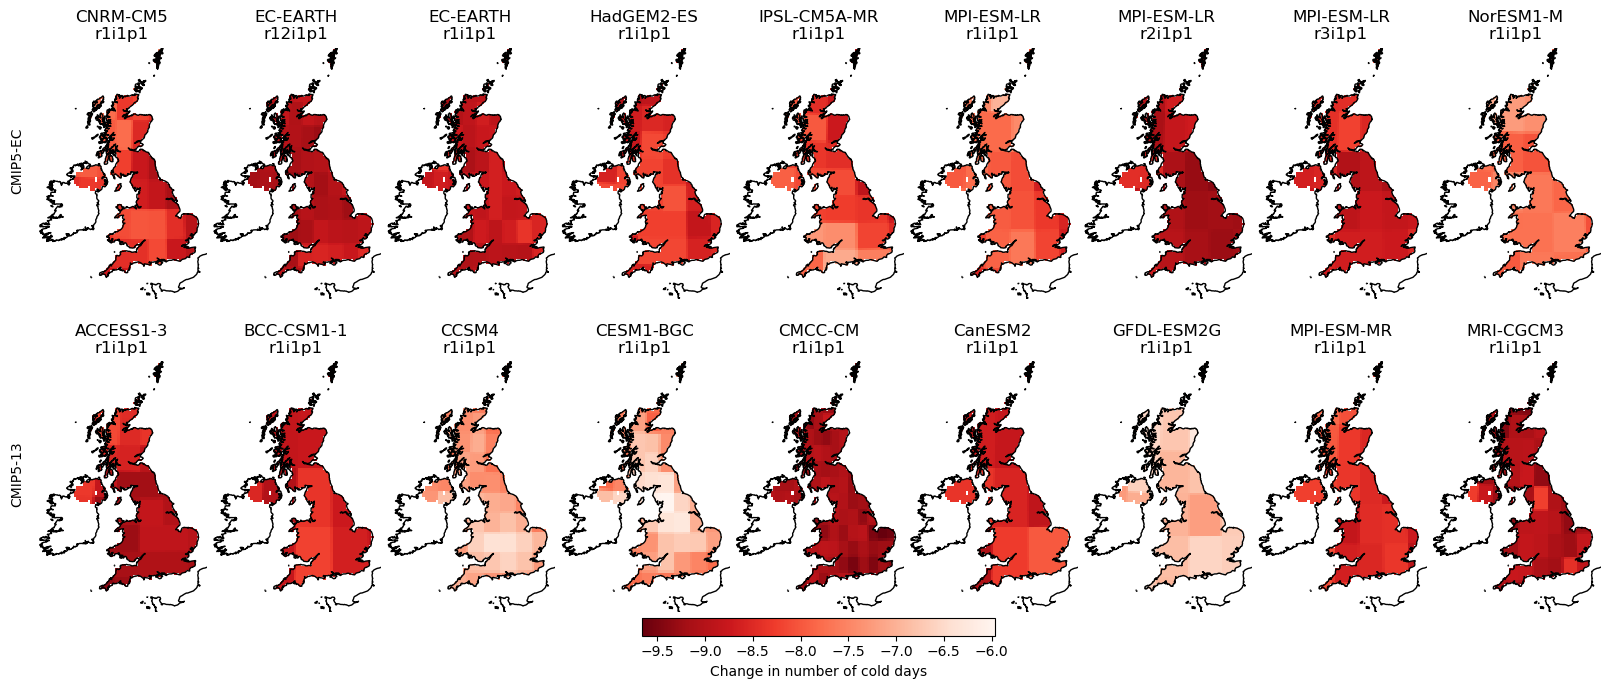 CNRM-CM5
r1i1p1
EC-EARTH
r12i1p1
EC-EARTH
r1i1p1
HadGEM2-ES
r1i1p1
IPSL-CM5A-MR
r1i1p1
MPI-ESM-LR
r1i1p1
MPI-ESM-LR
r2i1p1
MPI-ESM-LR
r3i1p1
NorESM1-M
r1i1p1
CMIP5-EC
ACCESS1-3
r1i1p1
BCC-CSM1-1
r1i1p1
CCSM4
r1i1p1
CESM1-BGC
r1i1p1
CMCC-CM
r1i1p1
CanESM2
r1i1p1
GFDL-ESM2G
r1i1p1
MPI-ESM-MR
r1i1p1
MRI-CGCM3
r1i1p1
CMIP5-13
−9.5 −9.0 −8.5 −8.0 −7.5 −7.0 −6.5 −6.0
Change in number of cold days